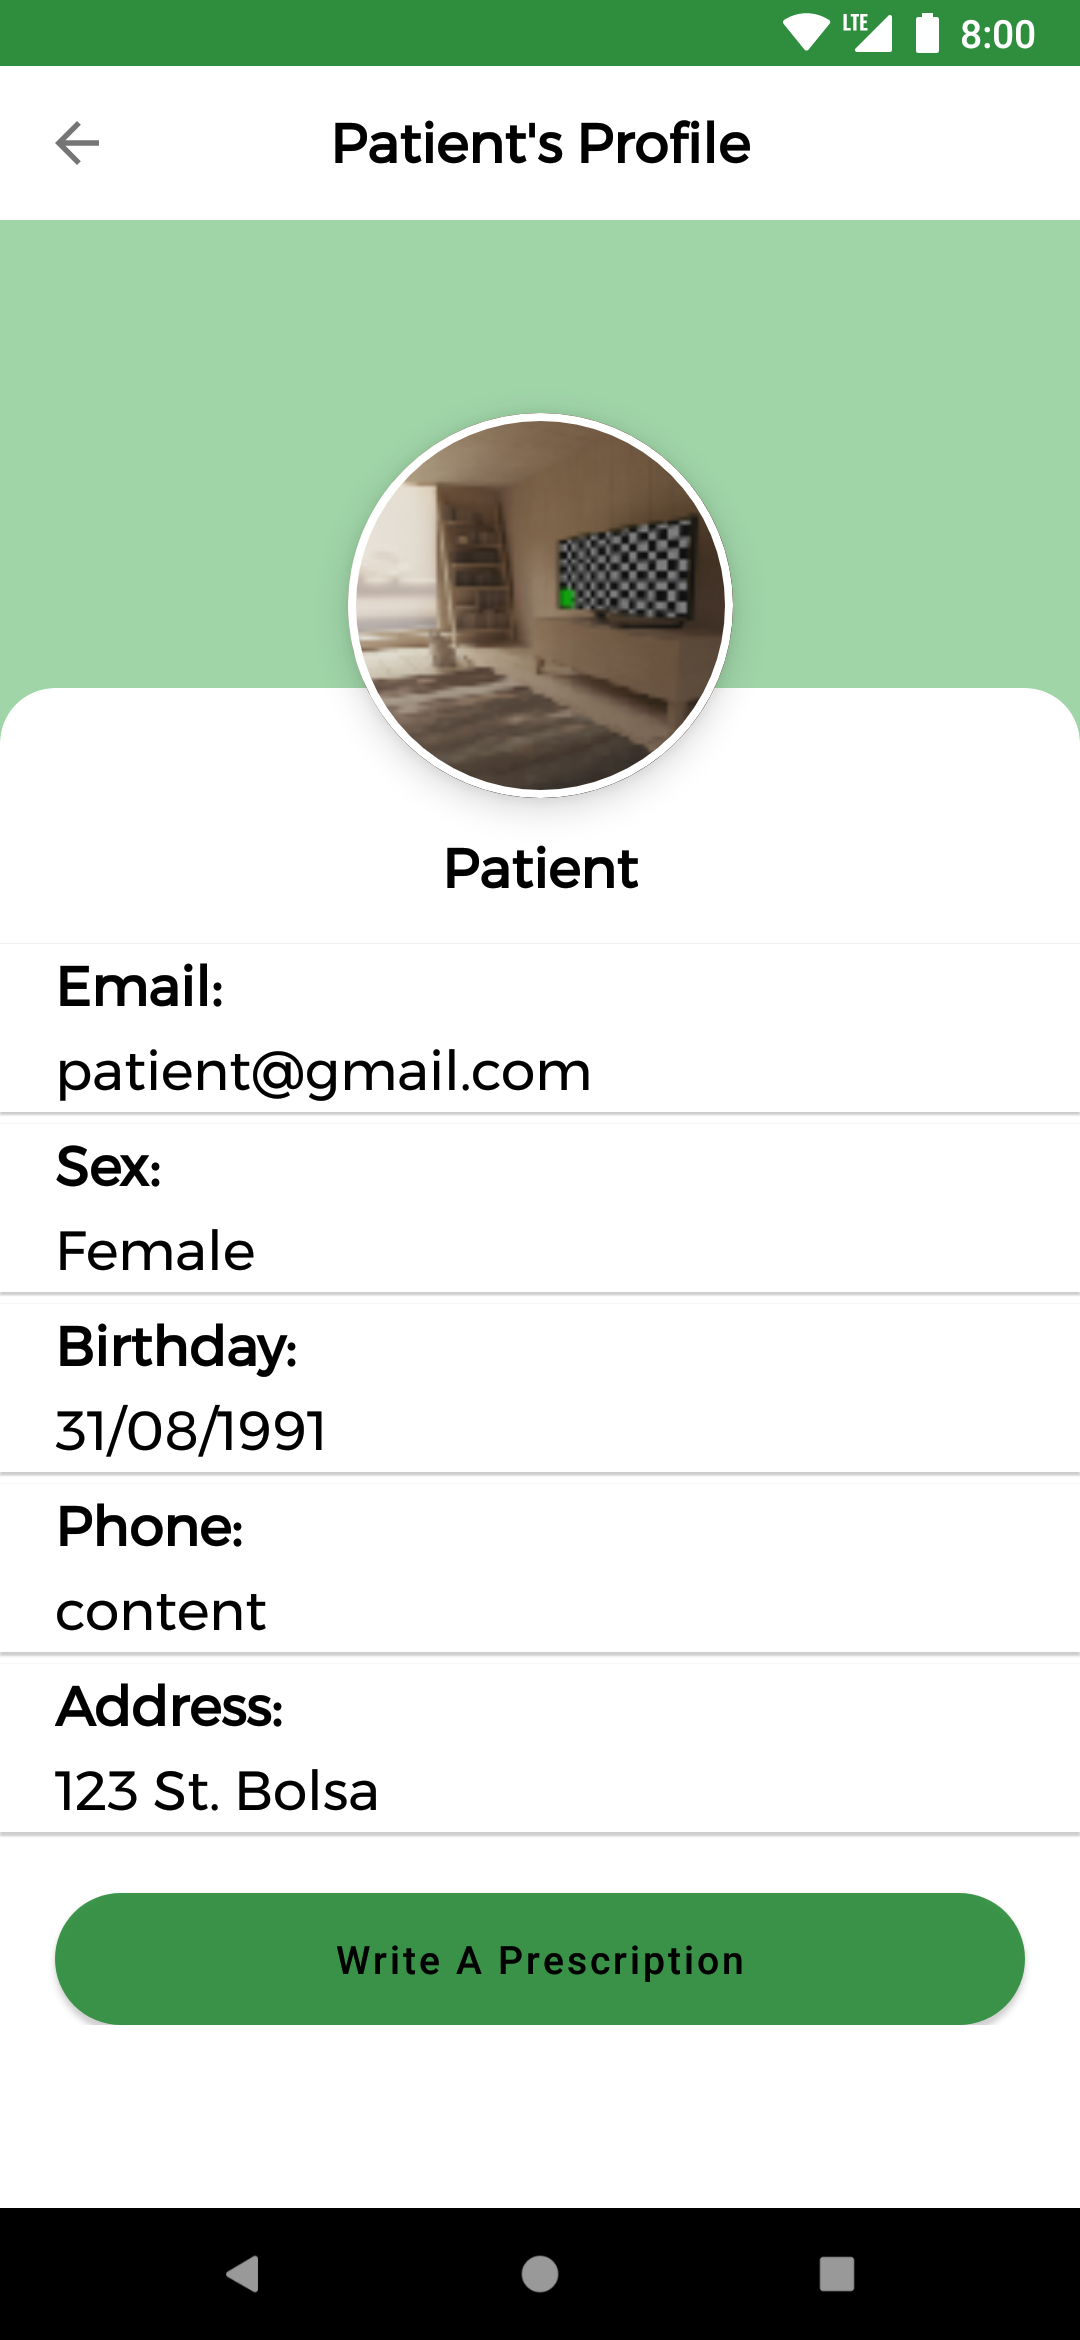 LTE 8:00
Patient's Profile
Patient
Email:
patient@gmail.com
Sex:
Female
Birthday:
31/08/1991
Phone:
content
Address:
123 St. Bolsa
Write A Prescription